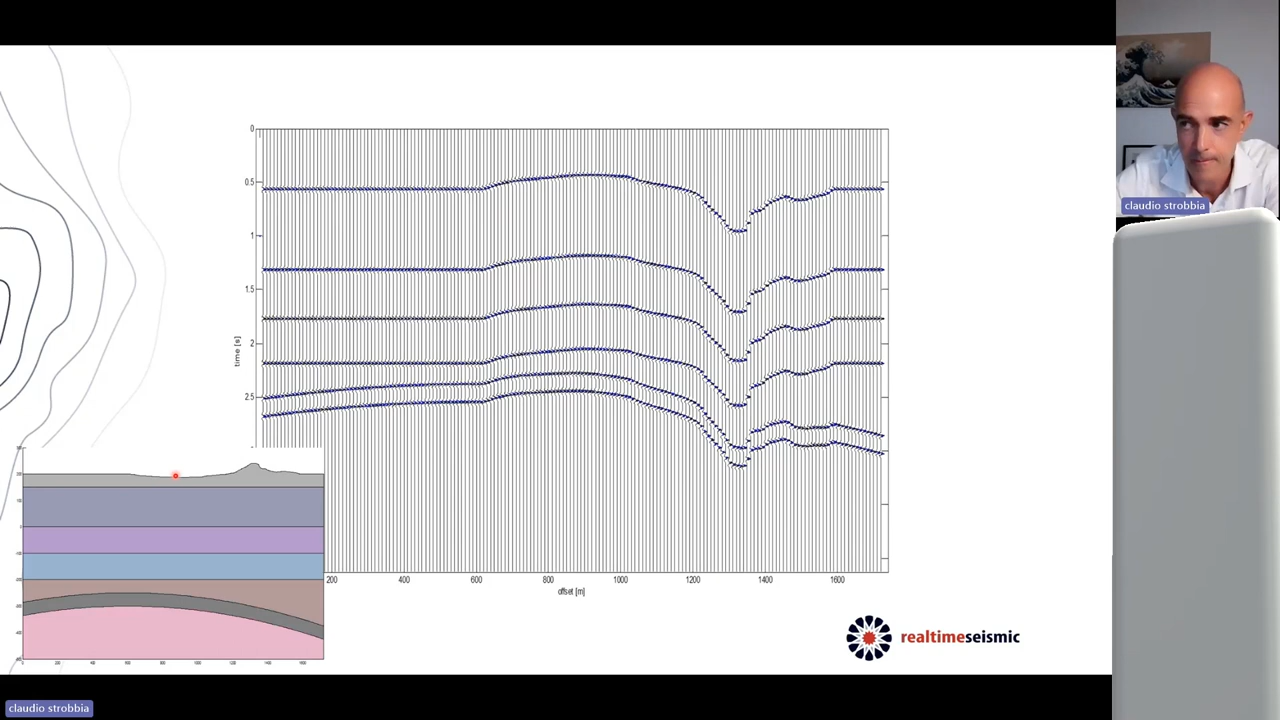 0
0.5
1
1.5
2
2.5
time [s]
200
400
600
800
1000
1200
1400
1600
offset [m]
realtimeseismic
claudio strobbia
claudio strobbia